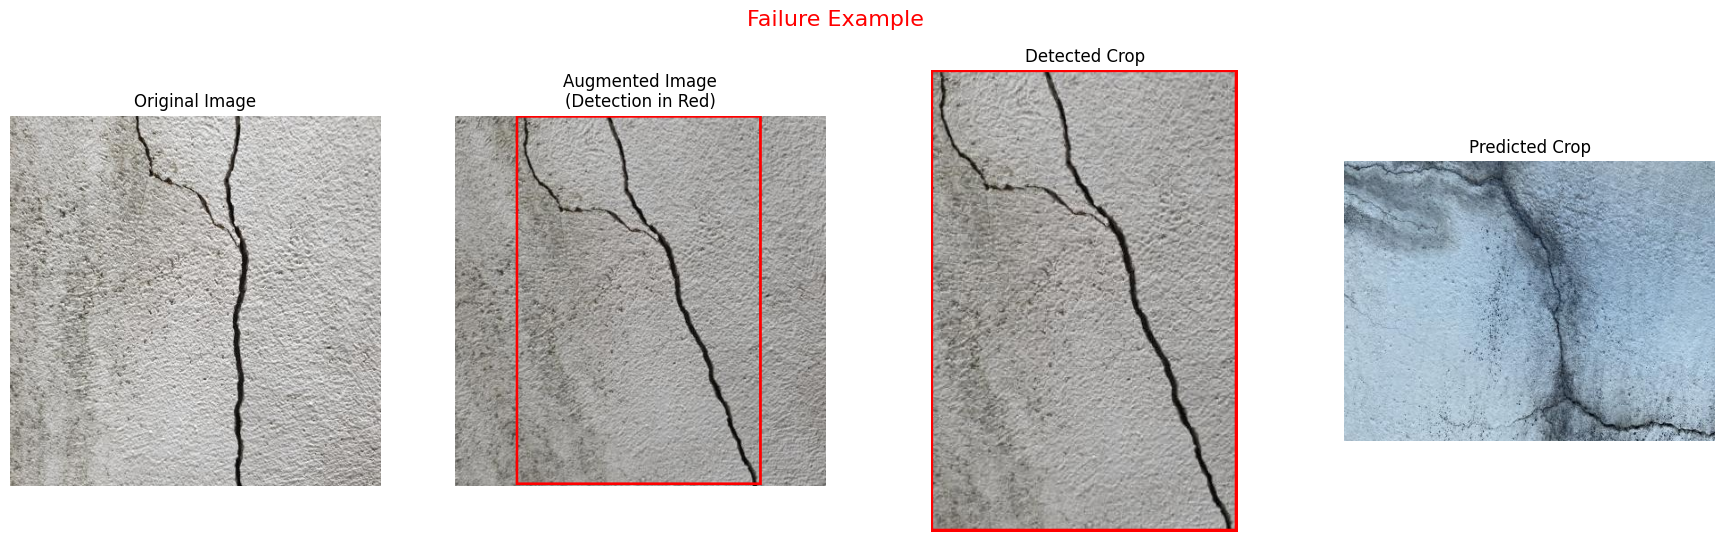 Failure Example
Original Image
Augmented Image
(Detection in Red)
Detected Crop
Predicted Crop